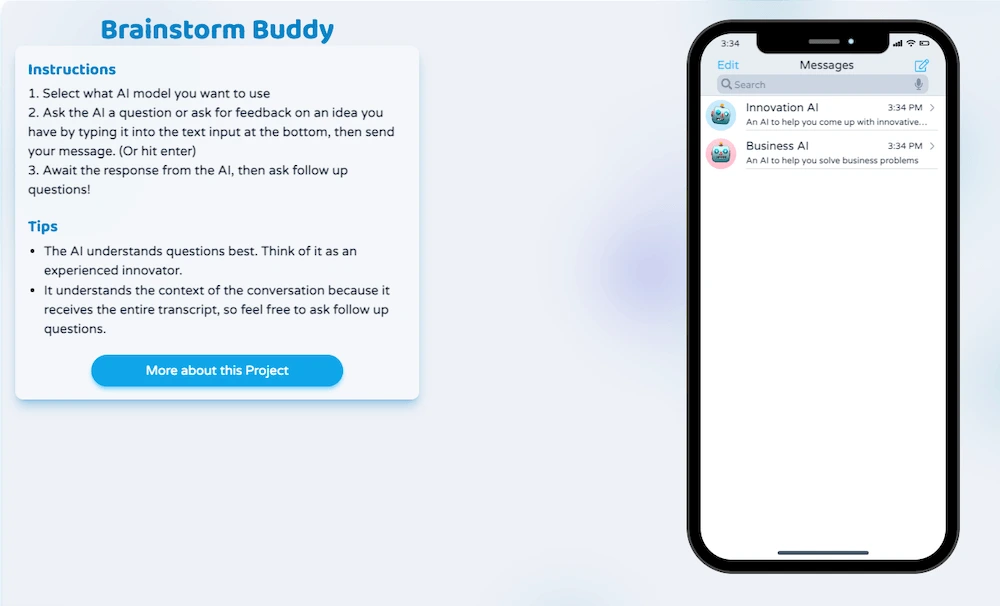 Brainstorm Buddy
Instructions
1. Select what AI model you want to use
2. Ask the AI a question or ask for feedback on an idea you
have by typing it into the text input at the bottom, then send
your message. (Or hit enter)
3. Await the response from the AI, then ask follow up
questions!
Tips
• The AI understands questions best. Think of it as an
experienced innovator.
• It understands the context of the conversation because it
receives the entire transcript, so feel free to ask follow up
questions.
More about this Project
3:34
Edit Messages
Search
Innovation AI 3:34 PM
An AI to help you come up with innovative...
Business AI 3:34 PM
An AI to help you solve business problems